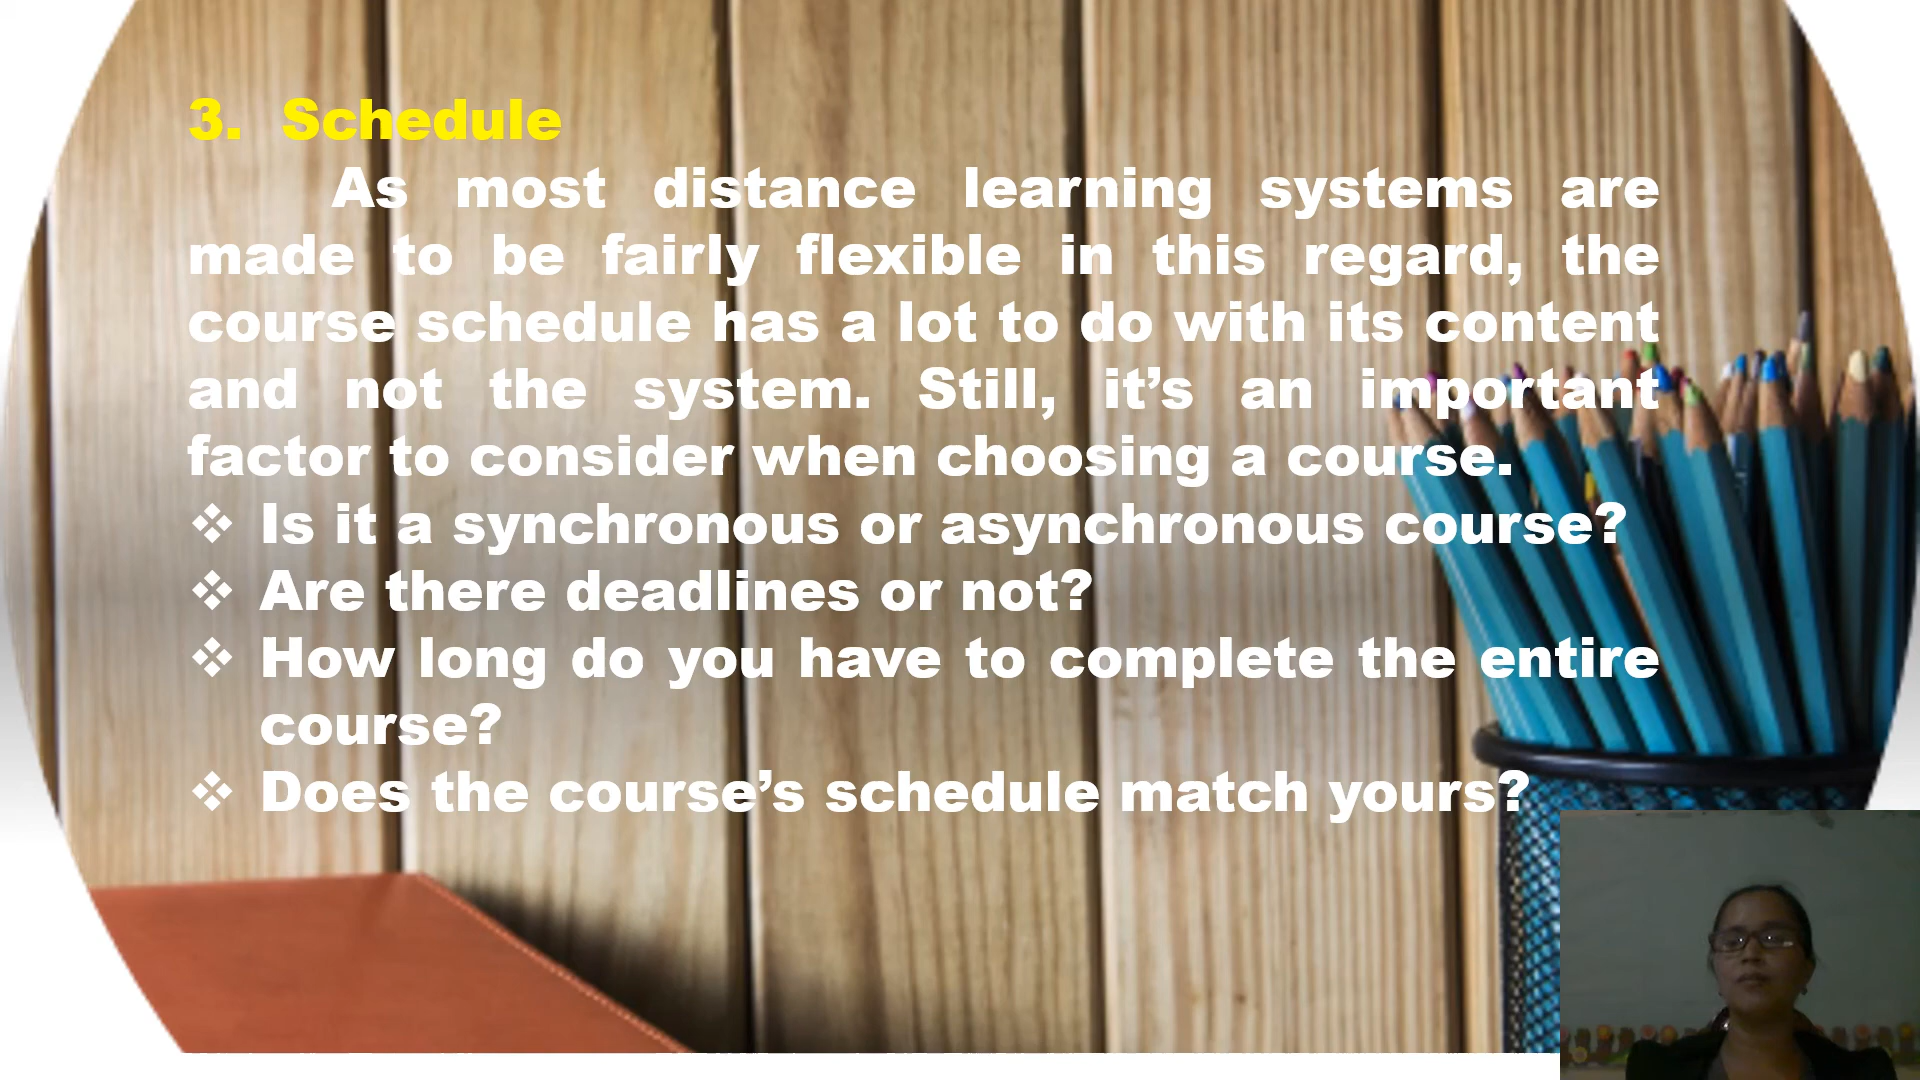 3. Schedule
As most distance learning systems are
made to be fairly flexible in this regard, the
course schedule has a lot to do with its content
and not the system. Still, it’s an important
factor to consider when choosing a course.
❖ Is it a synchronous or asynchronous course?
❖ Are there deadlines or not?
❖ How long do you have to complete the entire
course?
❖ Does the course’s schedule match yours?